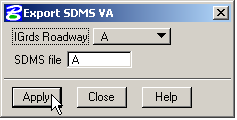 Export SDMS VA
IGrds Roadway A
SDMS file A
Apply Close Help